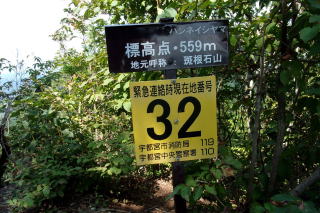 ハンネイシヤマ
標高点・559m
地元呼称 : 斑根石山
緊急連絡時現在地番号
32
宇都宮市消防局 119
宇都宮中央警察署 110